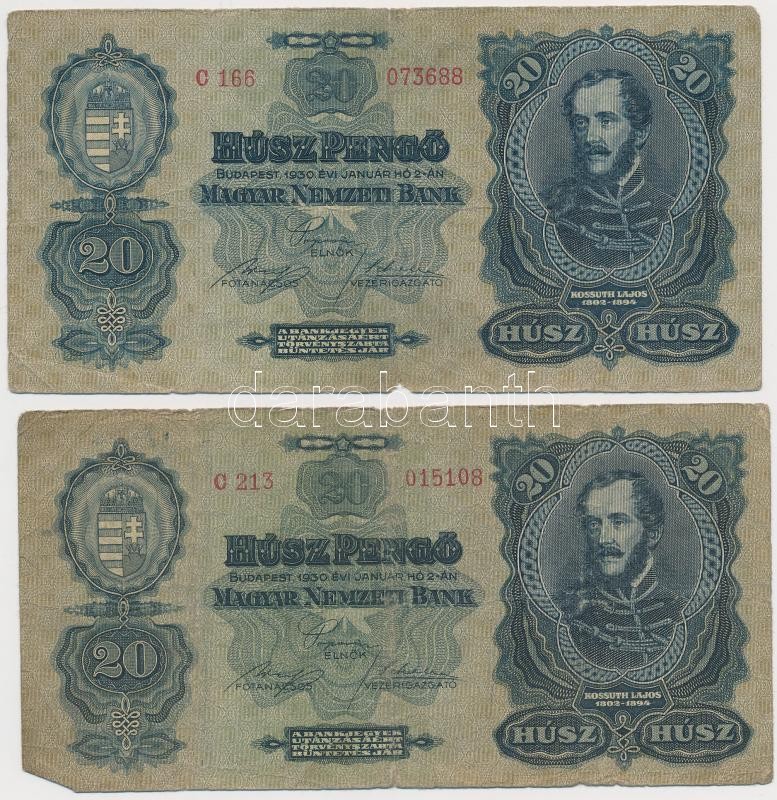 C 166 20 073688
20 20
HÚSZ PENGŐ
BUDAPEST, 1930. ÉVI JANUÁR HÓ 2-ÁN
MAGYAR NEMZETI BANK
20
ELNÖK
FŐTANÁCSOS VEZÉRIGAZGATÓ
KOSSUTH LAJOS
1802-1894
A BANKJEGYEK
UTÁNZÁSÁÉRT
TÖRVÉNYSZABTA
BÜNTETÉS JÁR
HÚSZ HÚSZ
darabanth
C 213 20 015108
20 20
HÚSZ PENGŐ
BUDAPEST, 1930. ÉVI JANUÁR HÓ 2-ÁN
MAGYAR NEMZETI BANK
20
ELNÖK
FŐTANÁCSOS VEZÉRIGAZGATÓ
KOSSUTH LAJOS
1802-1894
A BANKJEGYEK
UTÁNZÁSÁÉRT
TÖRVÉNYSZABTA
BÜNTETÉS JÁR
HÚSZ HÚSZ